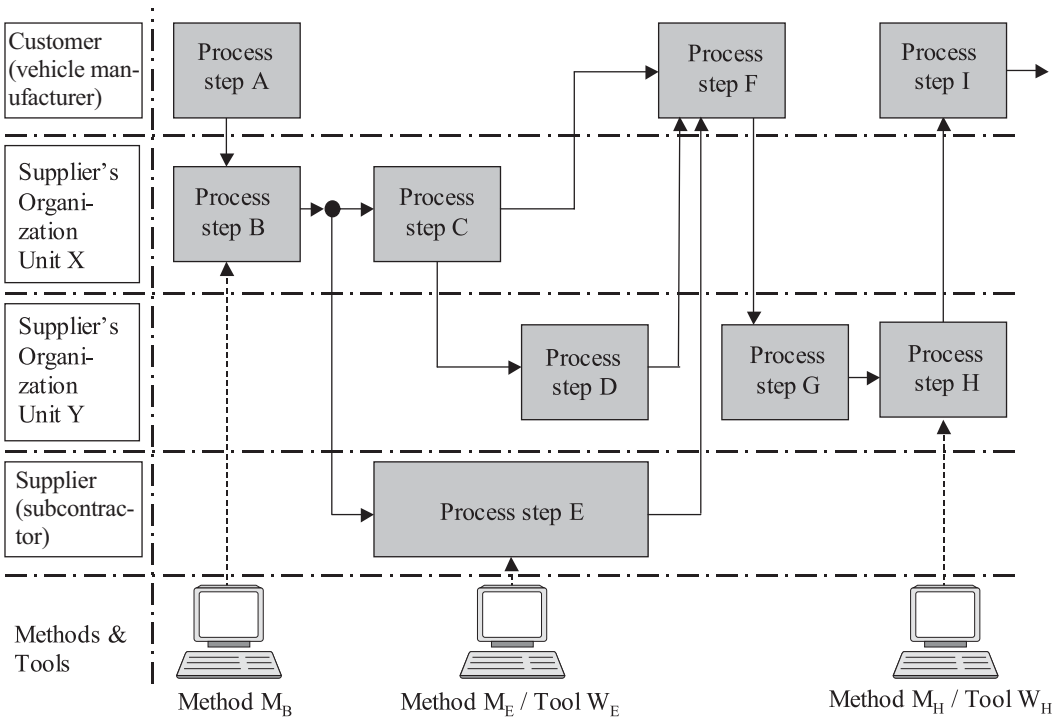 Customer
(vehicle man-
ufacturer)
Process
step A
Process
step F
Process
step I
Supplier's
Organi-
zation
Unit X
Process
step B
Process
step C
Supplier's
Organi-
zation
Unit Y
Process
step D
Process
step G
Process
step H
Supplier
(subcontrac-
tor)
Process step E
Methods &
Tools
Method M_B
Method M_E / Tool W_E
Method M_H / Tool W_H